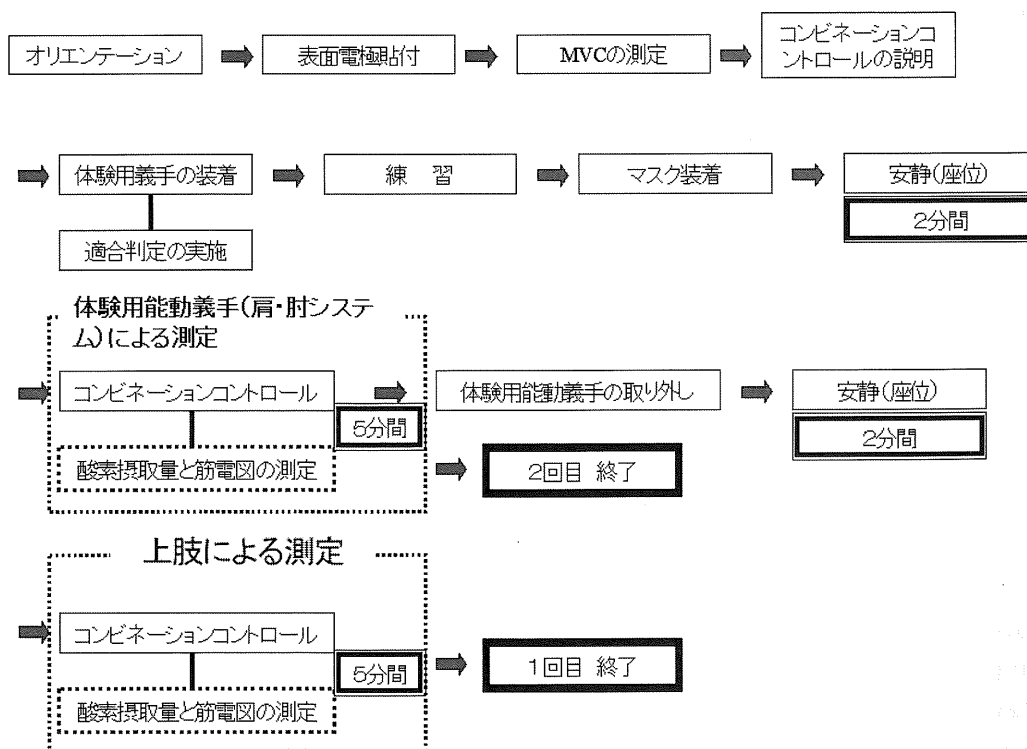 オリエンテーション
表面電極貼付
MVCの測定
コンビネーションコ
ントロールの説明
体験用義手の装着
練 習
マスク装着
安静(座位)
2分間
適合判定の実施
体験用能動義手(肩・肘システ
ム)による測定
コンビネーションコントロール
5分間
酸素摂取量と筋電図の測定
体験用能動義手の取り外し
安静(座位)
2分間
2回目 終了
上肢による測定
コンビネーションコントロール
5分間
酸素摂取量と筋電図の測定
1回目 終了